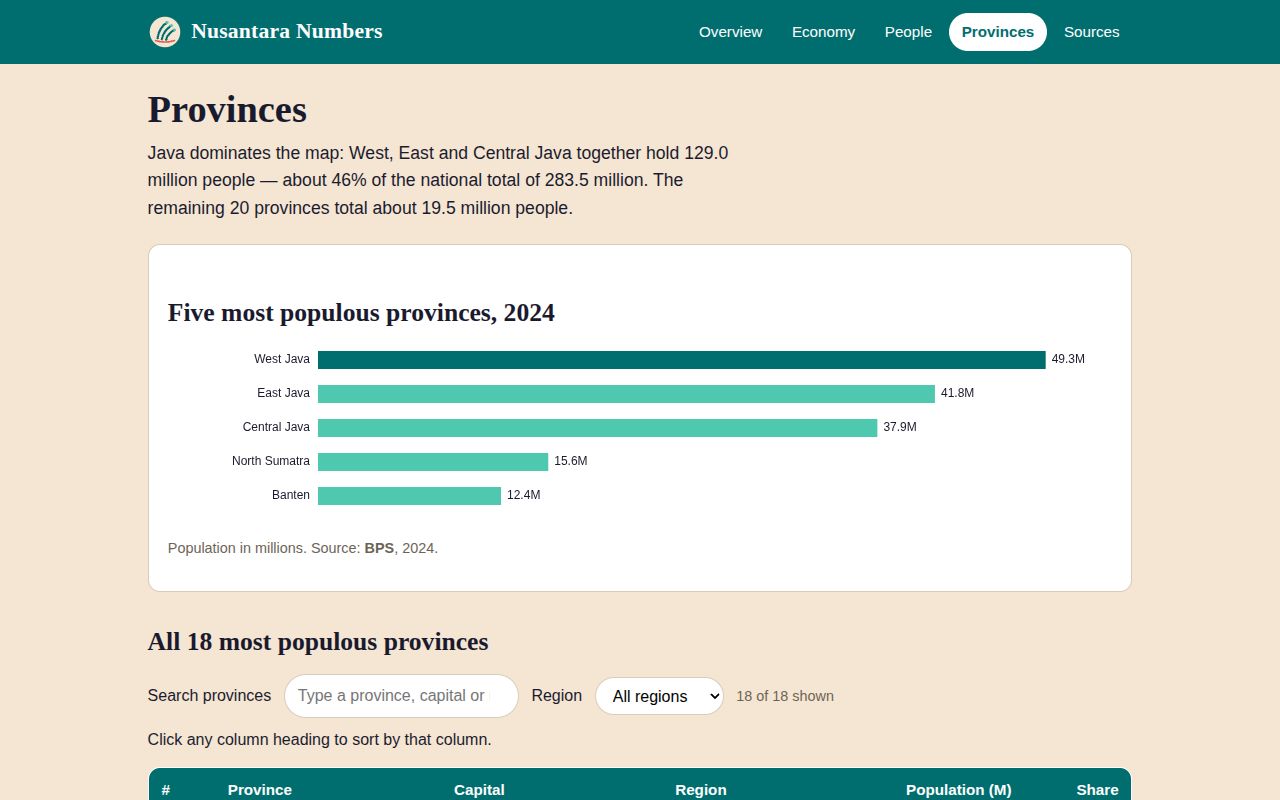 Nusantara Numbers
Overview
Economy
People
Provinces
Sources
Provinces
Java dominates the map: West, East and Central Java together hold 129.0
million people — about 46% of the national total of 283.5 million. The
remaining 20 provinces total about 19.5 million people.
Five most populous provinces, 2024
West Java 49.3M
East Java 41.8M
Central Java 37.9M
North Sumatra 15.6M
Banten 12.4M
Population in millions. Source: BPS, 2024.
All 18 most populous provinces
Search provinces Type a province, capital or Region All regions 18 of 18 shown
Click any column heading to sort by that column.
# Province Capital Region Population (M) Share